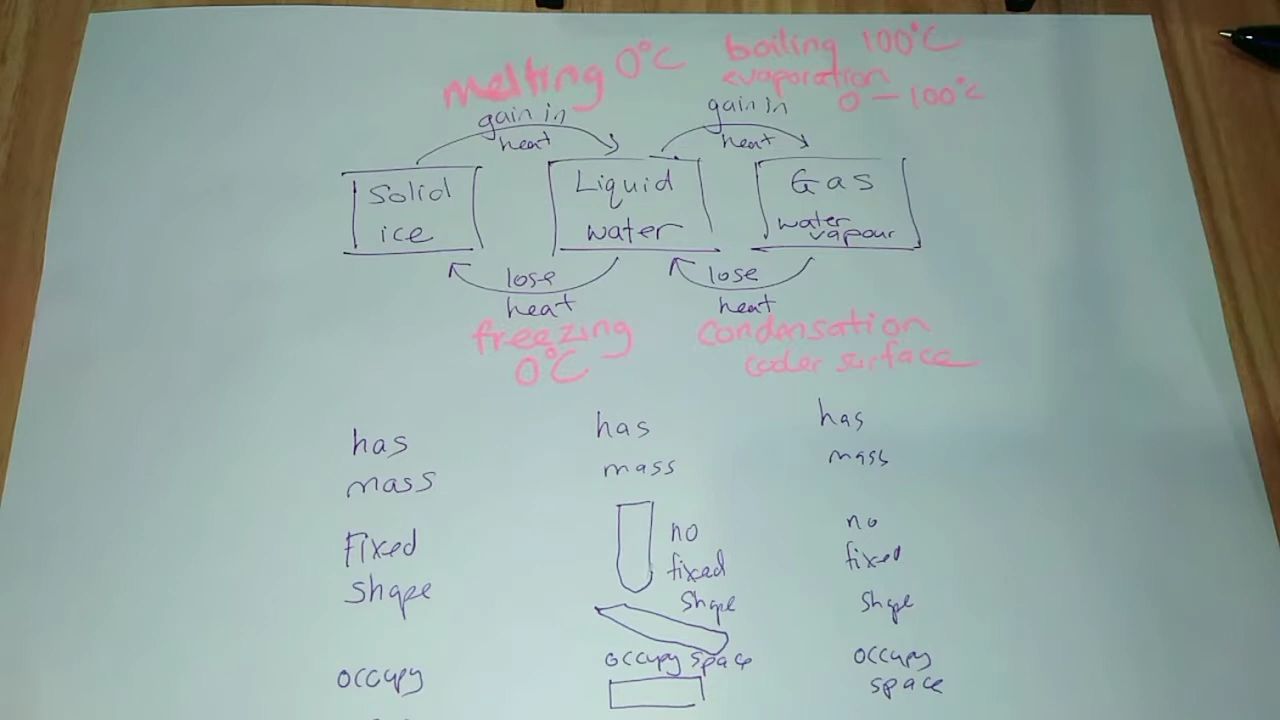 melting 0°C
boiling 100°C
evaporation
0 – 100°C
gain in
heat
gain in
heat
Solid
ice
Liquid
water
Gas
water
vapour
lose
heat
lose
heat
freezing
0°C
condensation
cooler surface
has
mass
Fixed
shape
occupy
has
mass
no
fixed
shape
occupy space
has
mass
no
fixed
shape
occupy
space